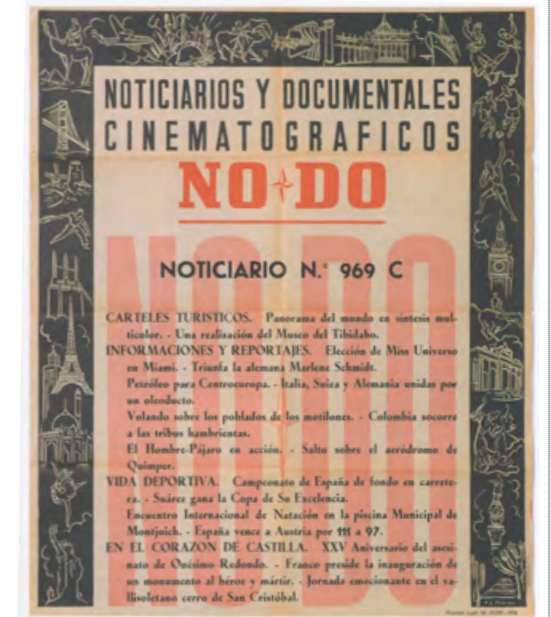 NOTICIARIOS Y DOCUMENTALES
CINEMATOGRAFICOS
NO-DO
NO-DO
NOTICIARIO N.º 969 C
CARTELES TURISTICOS. Panorama del mundo en síntesis mul-
ticolor. - Una realización del Museo del Tibidabo.
INFORMACIONES Y REPORTAJES. Elección de Miss Universo
en Miami. - Triunfa la alemana Marlene Schmidt.
Petróleo para Centroeuropa. - Italia, Suiza y Alemania unidas por
un oleoducto.
Volando sobre los poblados de los motilones. - Colombia socorre
a las tribus hambrientas.
El Hombre-Pájaro en acción. - Salto sobre el aeródromo de
Quimper.
VIDA DEPORTIVA. Campeonato de España de fondo en carrete-
ra. - Suárez gana la Copa de Su Excelencia.
Encuentro Internacional de Natación en la piscina Municipal de
Montjuich. - España vence a Austria por 111 a 97.
EN EL CORAZON DE CASTILLA. XXV Aniversario del asesi-
nato de Onésimo Redondo. - Franco preside la inauguración de
un monumento al héroe y mártir. - Jornada emocionante en el va-
llisoletano cerro de San Cristóbal.